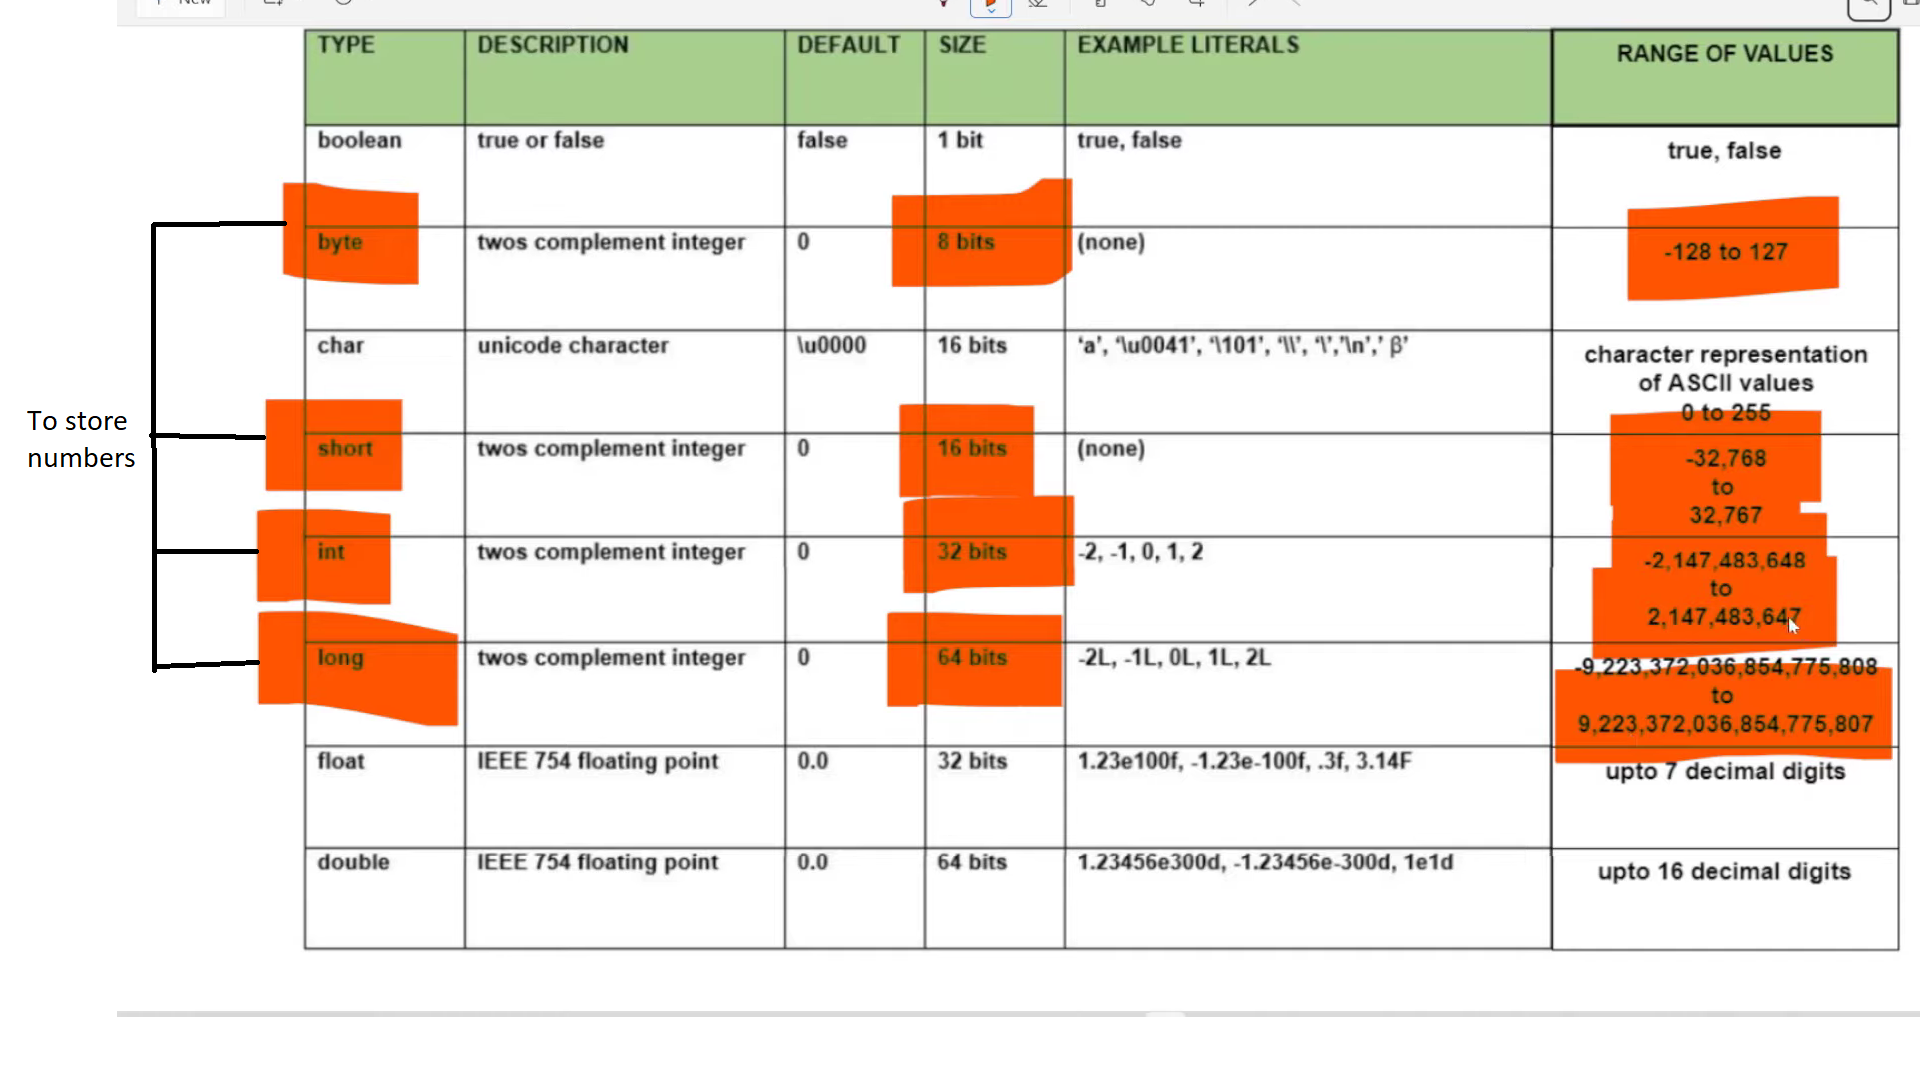 New
TYPE DESCRIPTION DEFAULT SIZE EXAMPLE LITERALS RANGE OF VALUES
boolean true or false false 1 bit true, false true, false
byte twos complement integer 0 8 bits (none) -128 to 127
char unicode character \u0000 16 bits ‘a’, ‘\u0041’, ‘\101’, ‘\\’, ‘\’,’\n’,’ β’ character representation
of ASCII values
0 to 255
short twos complement integer 0 16 bits (none) -32,768
to
32,767
int twos complement integer 0 32 bits -2, -1, 0, 1, 2 -2,147,483,648
to
2,147,483,647
long twos complement integer 0 64 bits -2L, -1L, 0L, 1L, 2L -9,223,372,036,854,775,808
to
9,223,372,036,854,775,807
float IEEE 754 floating point 0.0 32 bits 1.23e100f, -1.23e-100f, .3f, 3.14F upto 7 decimal digits
double IEEE 754 floating point 0.0 64 bits 1.23456e300d, -1.23456e-300d, 1e1d upto 16 decimal digits
To store
numbers